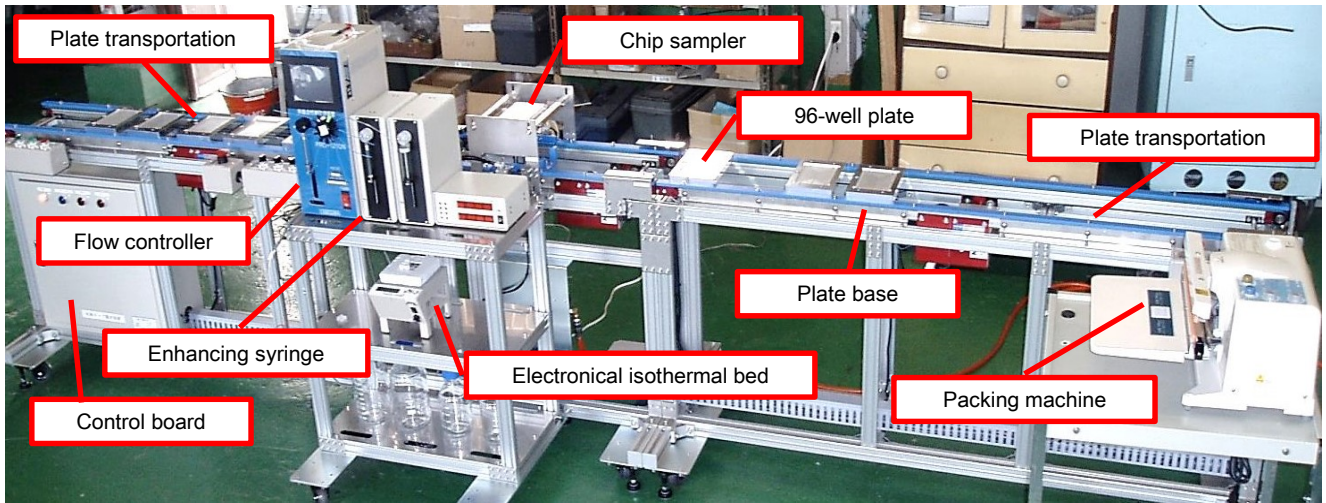 Plate transportation
Chip sampler
96-well plate
Plate transportation
Flow controller
Plate base
Enhancing syringe
Electronical isothermal bed
Packing machine
Control board